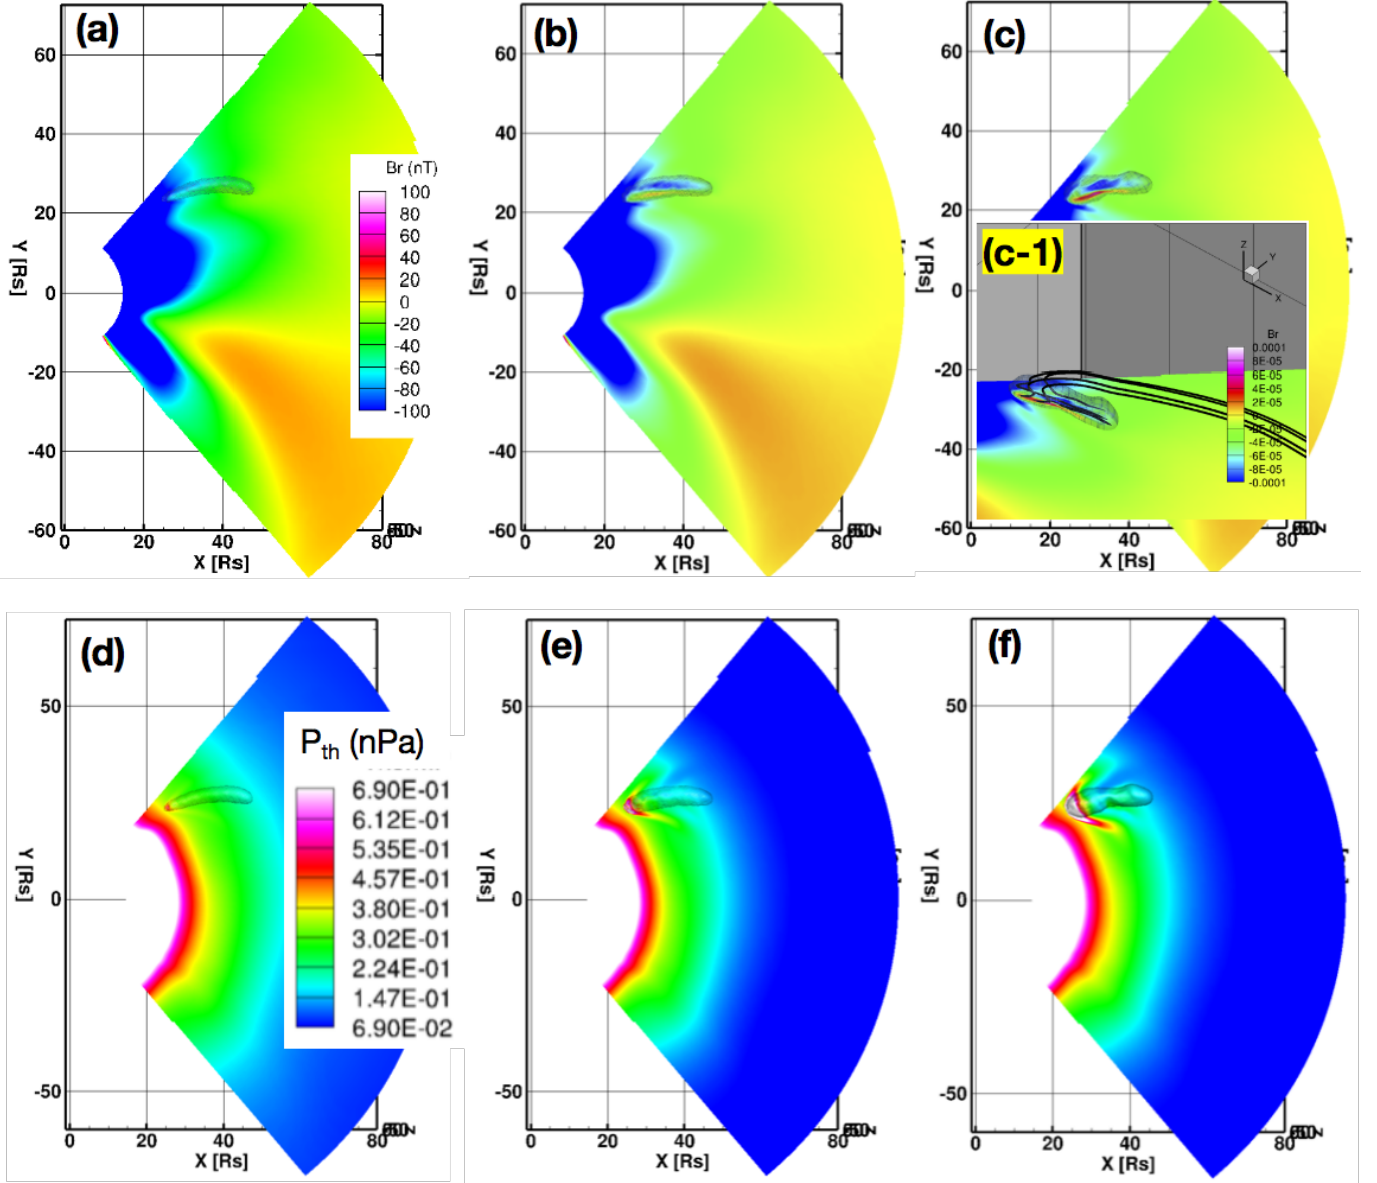 (a)
60
40
20
0
-20
-40
-60
Y [Rs]
0
20
40
80
X [Rs]
Br (nT)
100
80
60
40
20
0
-20
-40
-60
-80
-100
(b)
60
40
20
0
-20
-40
-60
Y [Rs]
0
20
40
80
X [Rs]
(c)
60
40
20
0
-20
-40
-60
Y [Rs]
0
20
40
80
X [Rs]
(c-1)
Z
Y
X
Br
0.0001
8E-05
6E-05
4E-05
2E-05
0
-2E-05
-4E-05
-6E-05
-8E-05
-0.0001
(d)
50
0
-50
Y [Rs]
0
20
40
80
X [Rs]
Pth (nPa)
6.90E-01
6.12E-01
5.35E-01
4.57E-01
3.80E-01
3.02E-01
2.24E-01
1.47E-01
6.90E-02
(e)
50
0
-50
Y [Rs]
0
20
40
80
X [Rs]
(f)
50
0
-50
Y [Rs]
0
20
40
80
X [Rs]